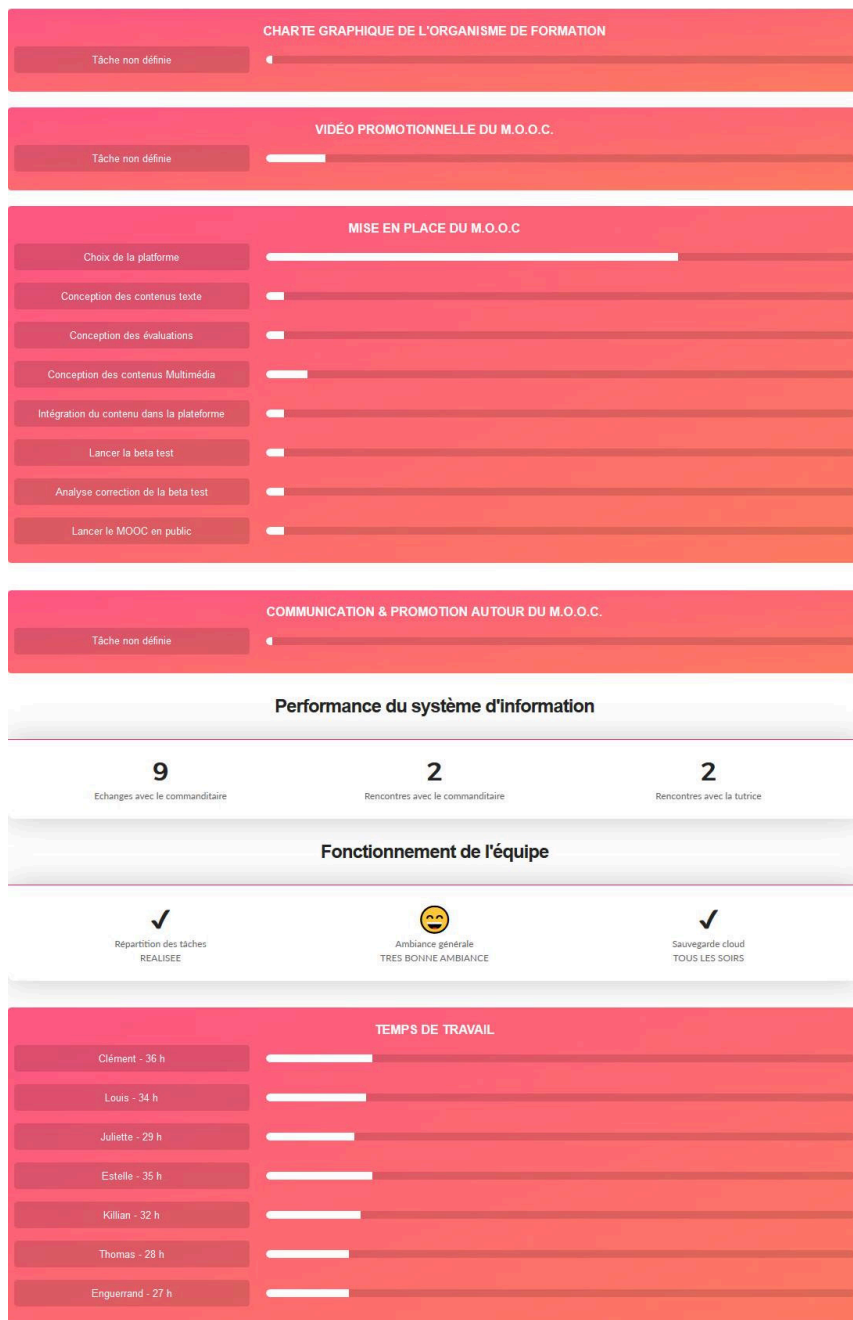 CHARTE GRAPHIQUE DE L'ORGANISME DE FORMATION
Tâche non définie
VIDÉO PROMOTIONNELLE DU M.O.O.C.
Tâche non définie
MISE EN PLACE DU M.O.O.C
Choix de la platforme
Conception des contenus texte
Conception des évaluations
Conception des contenus Multimédia
Intégration du contenu dans la plateforme
Lancer la beta test
Analyse correction de la beta test
Lancer le MOOC en public
COMMUNICATION & PROMOTION AUTOUR DU M.O.O.C.
Tâche non définie
Performance du système d'information
9 2 2
Echanges avec le commanditaire Rencontres avec le commanditaire Rencontres avec la tutrice
Fonctionnement de l'équipe
Répartition des tâches Ambiance générale Sauvegarde cloud
REALISEE TRES BONNE AMBIANCE TOUS LES SOIRS
TEMPS DE TRAVAIL
Clément - 36 h
Louis - 34 h
Juliette - 29 h
Estelle - 35 h
Killian - 32 h
Thomas - 28 h
Enguerrand - 27 h